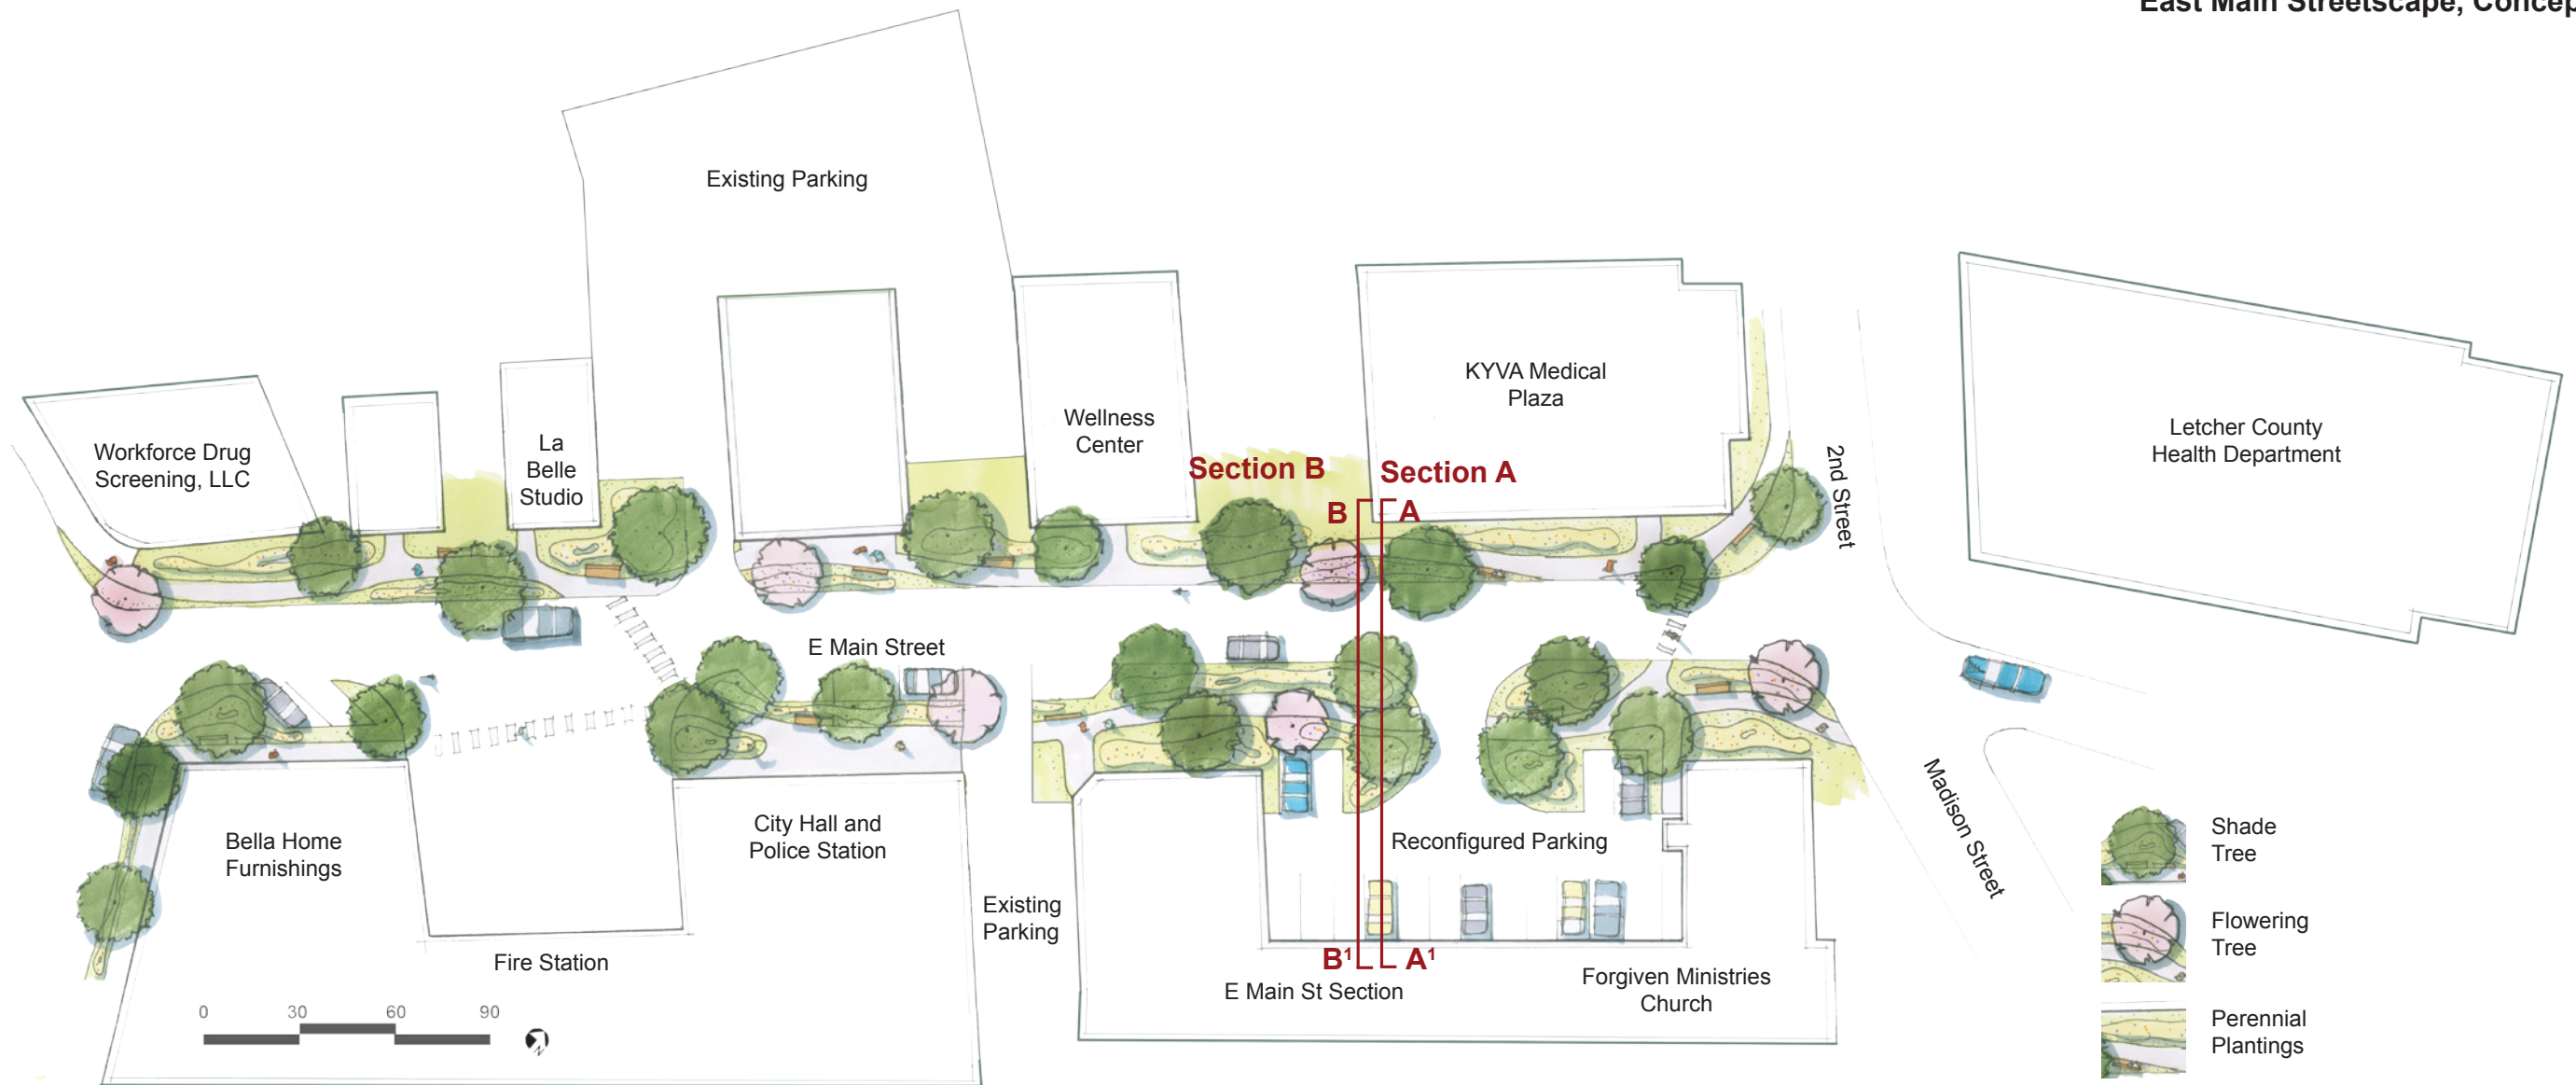 East Main Streetscape, Concep
Existing Parking
Workforce Drug
Screening, LLC
La
Belle
Studio
Wellness
Center
KYVA Medical
Plaza
Letcher County
Health Department
Section B
Section A
B
A
2nd Street
E Main Street
Madison Street
Bella Home
Furnishings
City Hall and
Police Station
Reconfigured Parking
Existing
Parking
Fire Station
B¹
A¹
E Main St Section
Forgiven Ministries
Church
0 30 60 90
N
Shade
Tree
Flowering
Tree
Perennial
Plantings